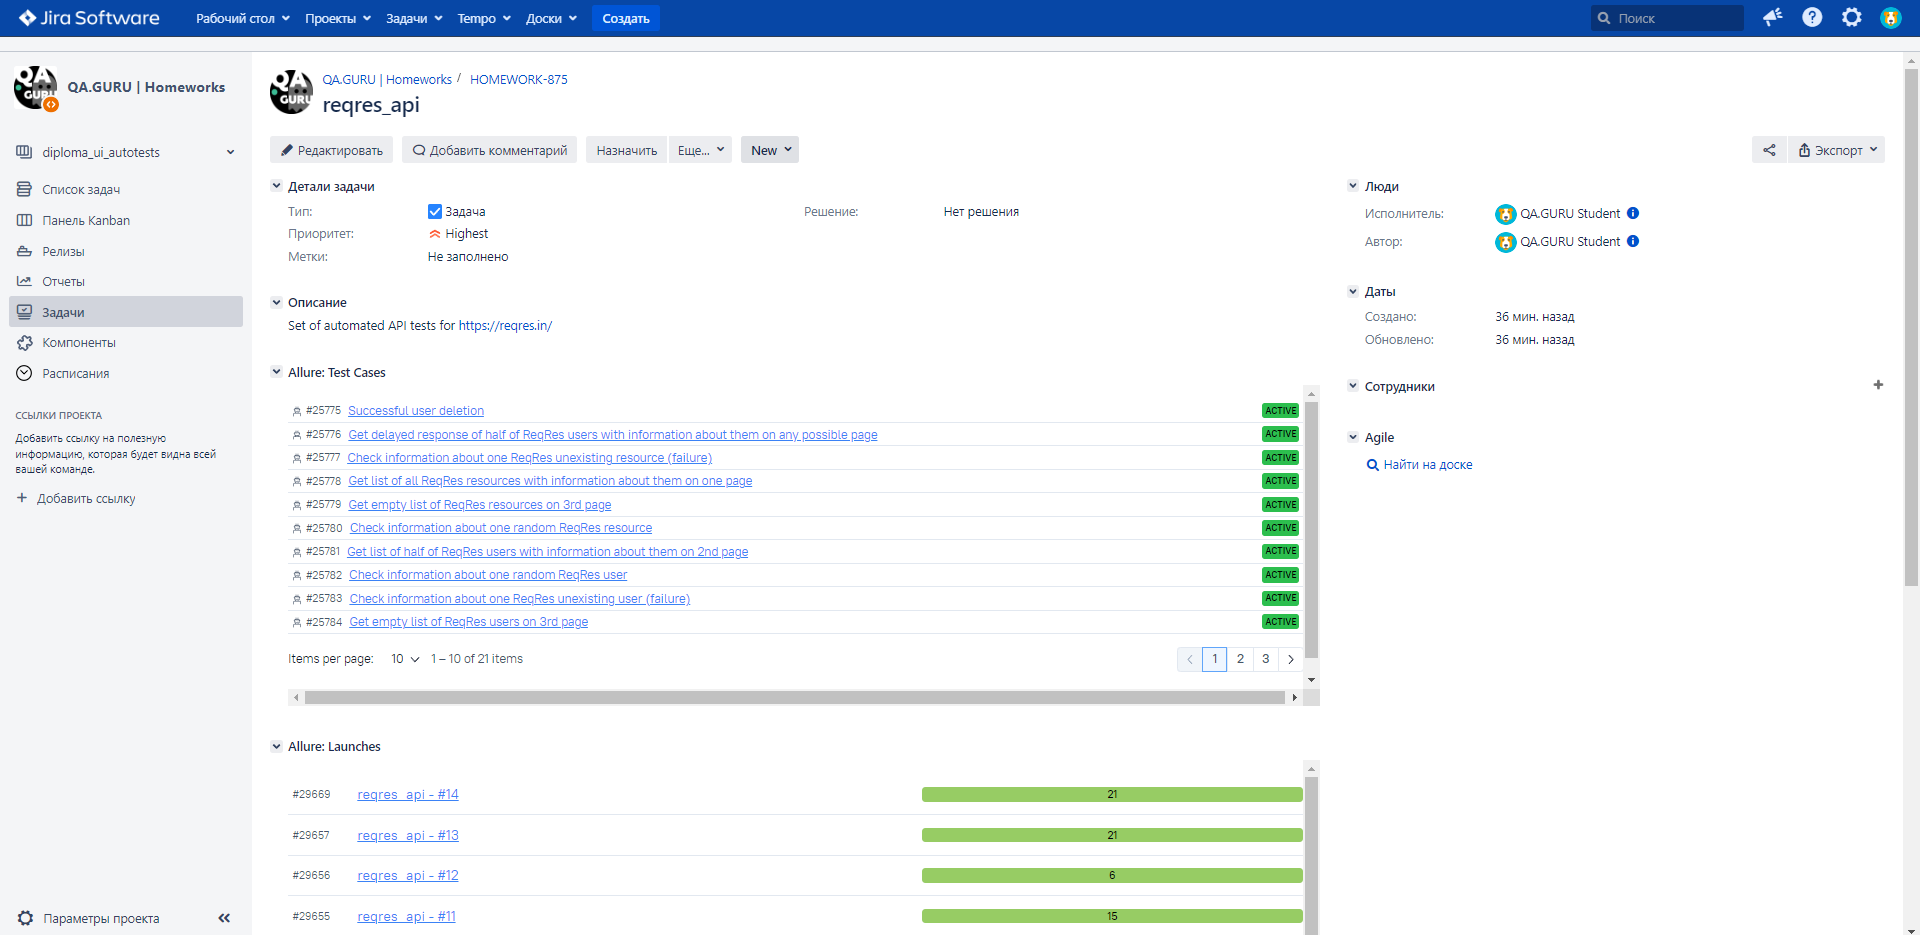 Jira Software
Рабочий стол
Проекты
Задачи
Tempo
Доски
Создать
Поиск
QA.GURU | Homeworks
diploma_ui_autotests
Список задач
Панель Kanban
Релизы
Отчеты
Задачи
Компоненты
Расписания
ССЫЛКИ ПРОЕКТА
Добавить ссылку на полезную
информацию, которая будет видна всей
вашей команде.
+ Добавить ссылку
Параметры проекта
QA
GURU
QA.GURU | Homeworks / HOMEWORK-875
reqres_api
Редактировать
Добавить комментарий
Назначить
Еще...
New
Экспорт
Детали задачи
Тип: Задача
Решение: Нет решения
Приоритет: Highest
Метки: Не заполнено
Описание
Set of automated API tests for https://reqres.in/
Allure: Test Cases
#25775 Successful user deletion ACTIVE
#25776 Get delayed response of half of ReqRes users with information about them on any possible page ACTIVE
#25777 Check information about one ReqRes unexisting resource (failure) ACTIVE
#25778 Get list of all ReqRes resources with information about them on one page ACTIVE
#25779 Get empty list of ReqRes resources on 3rd page ACTIVE
#25780 Check information about one random ReqRes resource ACTIVE
#25781 Get list of half of ReqRes users with information about them on 2nd page ACTIVE
#25782 Check information about one random ReqRes user ACTIVE
#25783 Check information about one ReqRes unexisting user (failure) ACTIVE
#25784 Get empty list of ReqRes users on 3rd page ACTIVE
Items per page: 10 1 – 10 of 21 items 1 2 3
Allure: Launches
#29669 reqres_api - #14 21
#29657 reqres_api - #13 21
#29656 reqres_api - #12 6
#29655 reqres_api - #11 15
Люди
Исполнитель: QA.GURU Student
Автор: QA.GURU Student
Даты
Создано: 36 мин. назад
Обновлено: 36 мин. назад
Сотрудники
Agile
Найти на доске